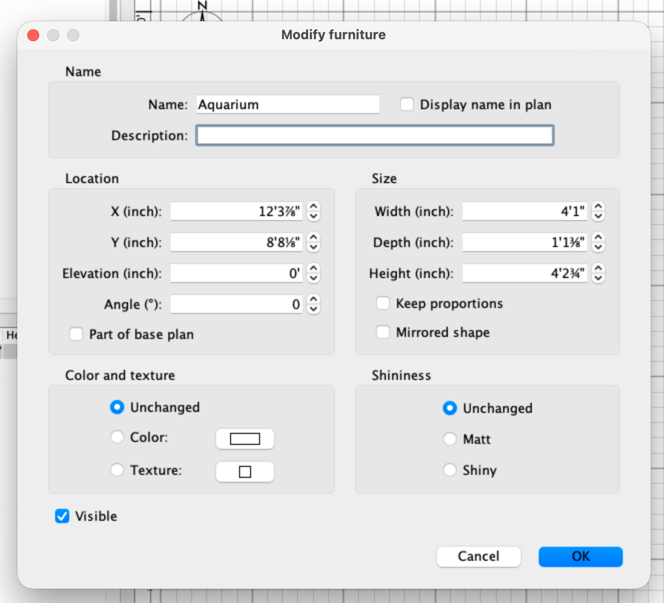 N
Modify furniture
Name
Name: Aquarium Display name in plan
Description:
Location Size
X (inch): 12'3⅞" Width (inch): 4'1"
Y (inch): 8'8⅛" Depth (inch): 1'1⅜"
Elevation (inch): 0' Height (inch): 4'2¾"
Angle (°): 0 Keep proportions
Part of base plan Mirrored shape
He
Color and texture Shininess
Unchanged Unchanged
Color: Matt
Texture: Shiny
Visible
Cancel OK